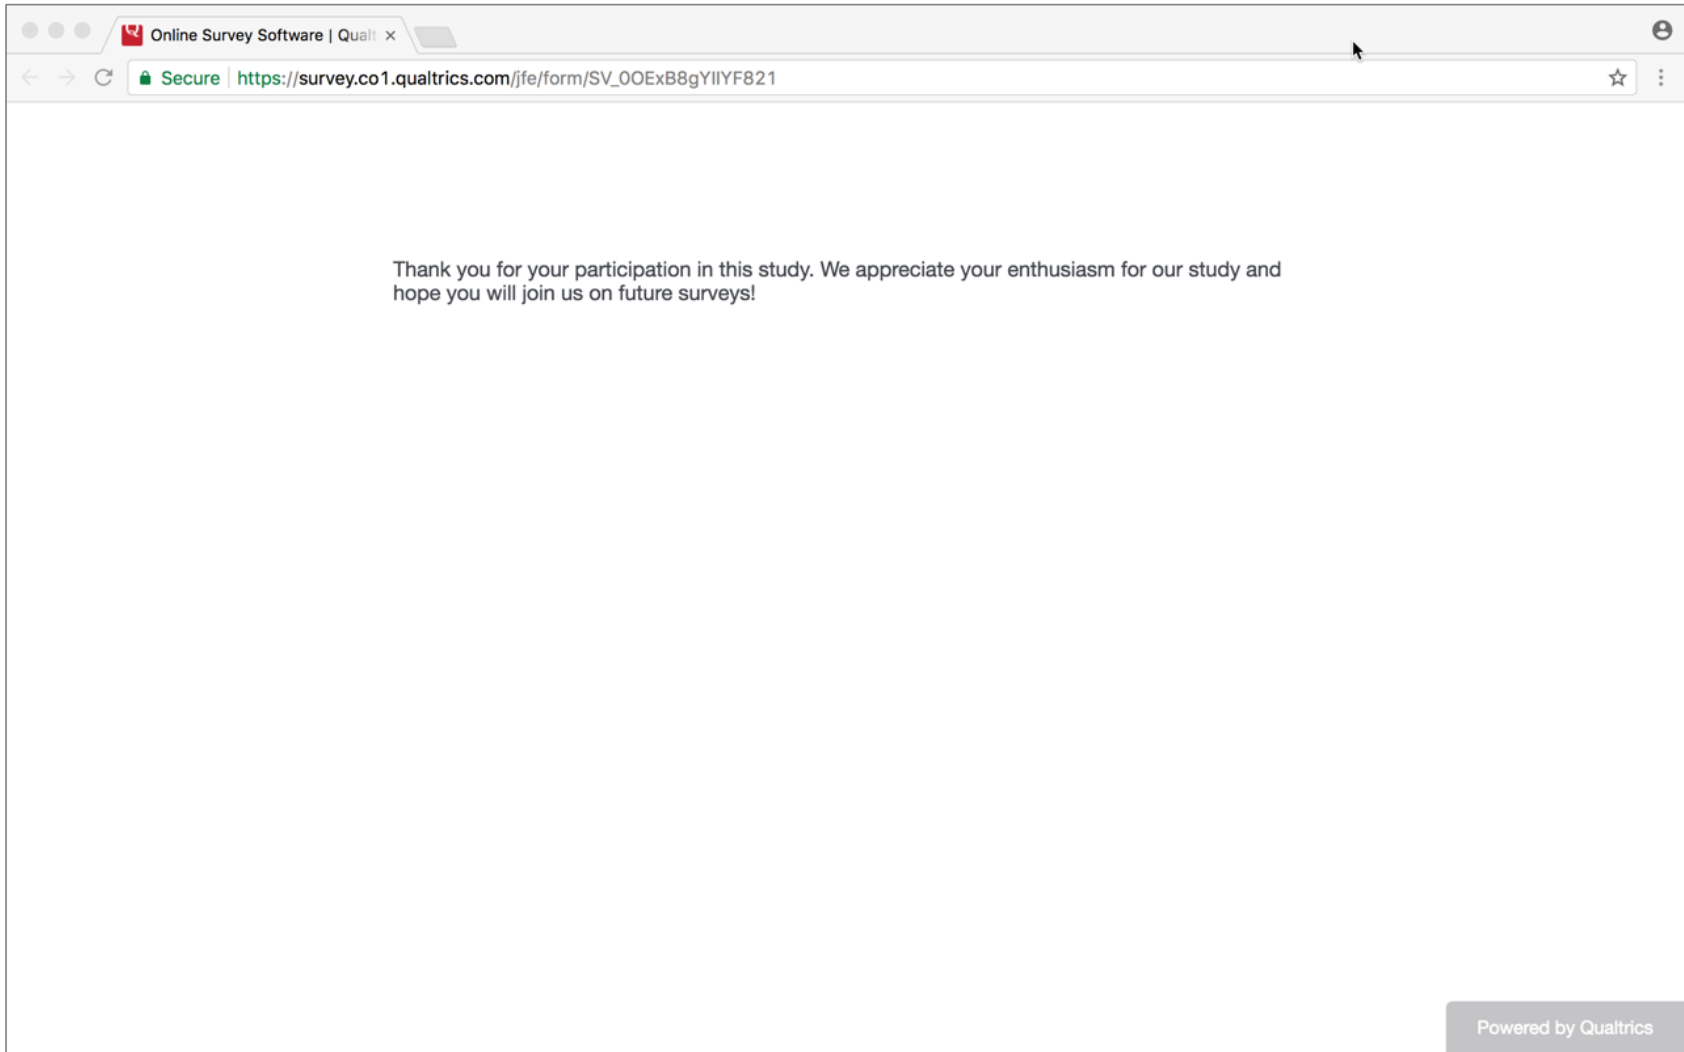 Online Survey Software | Qualt
Secure https://survey.co1.qualtrics.com/jfe/form/SV_0OExB8gYIlYF821
Thank you for your participation in this study. We appreciate your enthusiasm for our study and
hope you will join us on future surveys!
Powered by Qualtrics